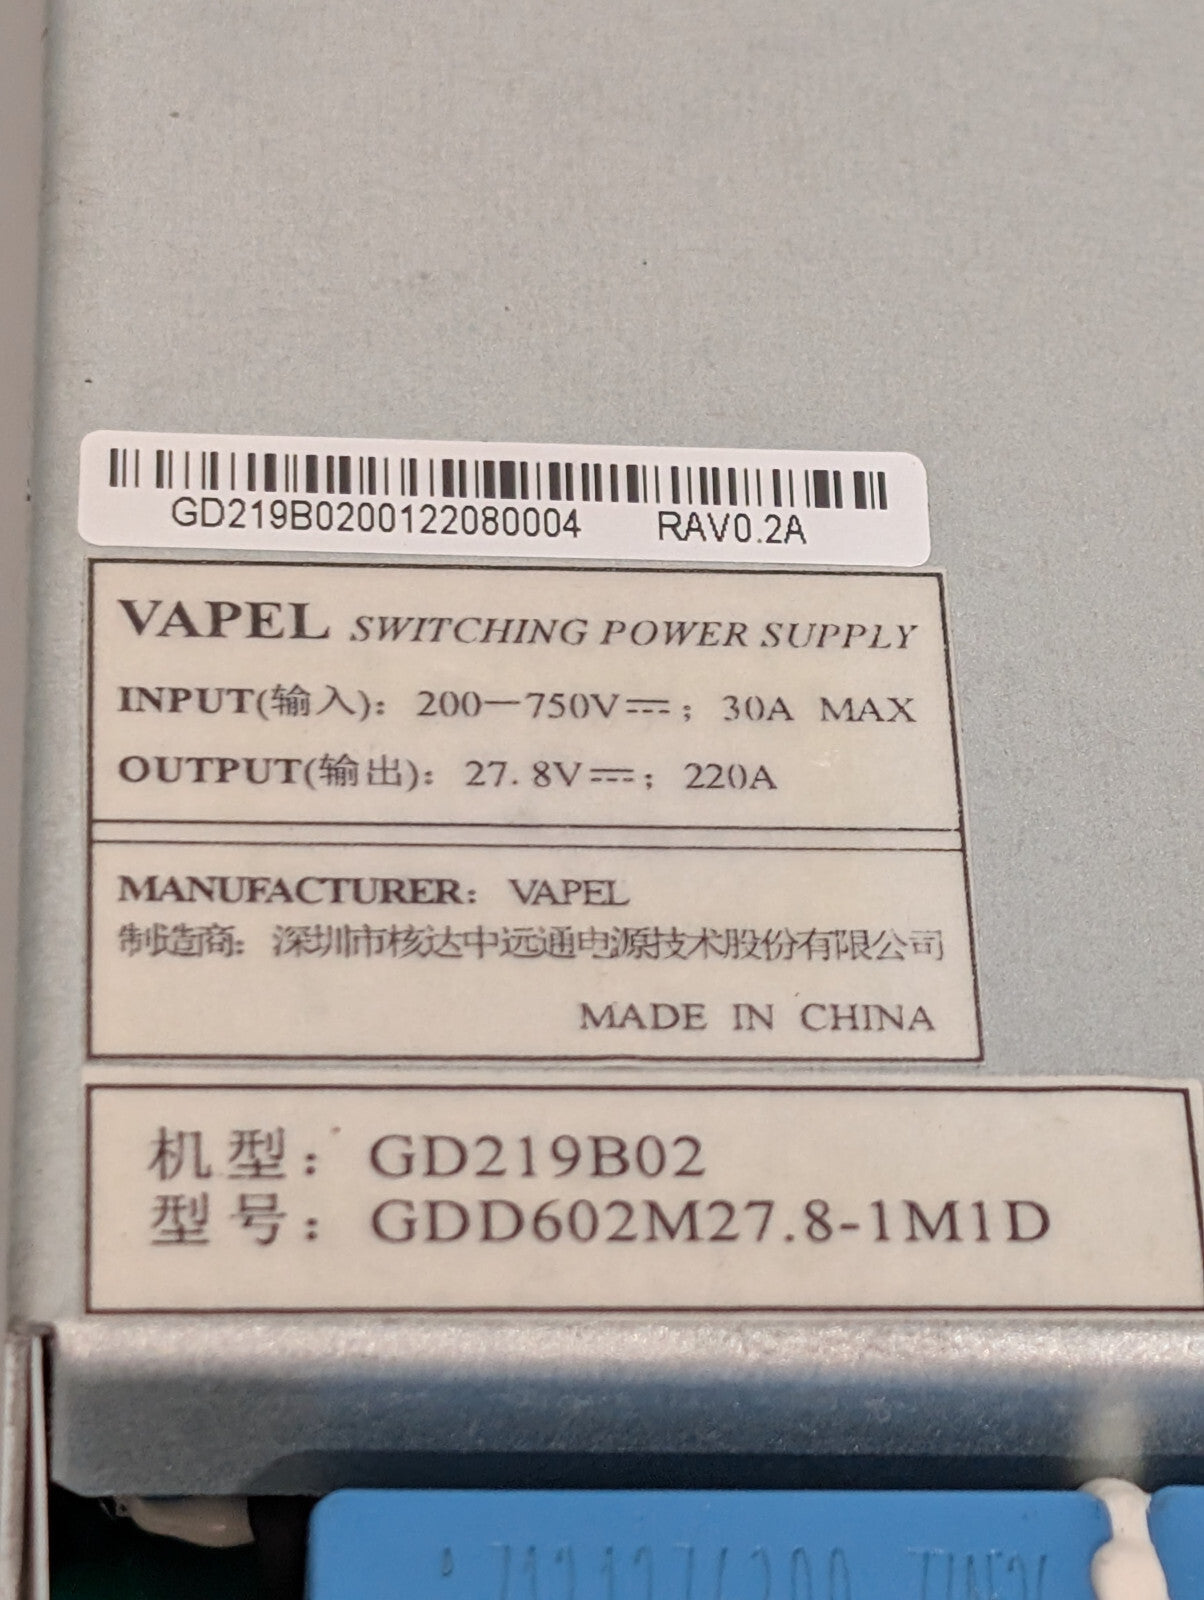 GD219B0200122080004 RAV0.2A
VAPEL SWITCHING POWER SUPPLY
INPUT(输入)：200—750V⎓；30A MAX
OUTPUT(输出)：27.8V⎓；220A
MANUFACTURER：VAPEL
制造商：深圳市核达中远通电源技术股份有限公司
MADE IN CHINA
机型：GD219B02
型号：GDD602M27.8-1M1D